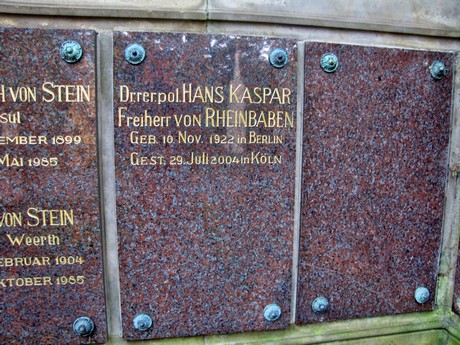 H VON STEIN
sul
EMBER 1899
MAI 1985
VON STEIN
WEERTH
EBRUAR 1904
KTOBER 1985
Dr.rer.pol. HANS KASPAR
Freiherr VON RHEINBABEN
GEB. 10. NOV. 1922 in BERLIN
GEST. 29. JULI 2004 in KÖLN